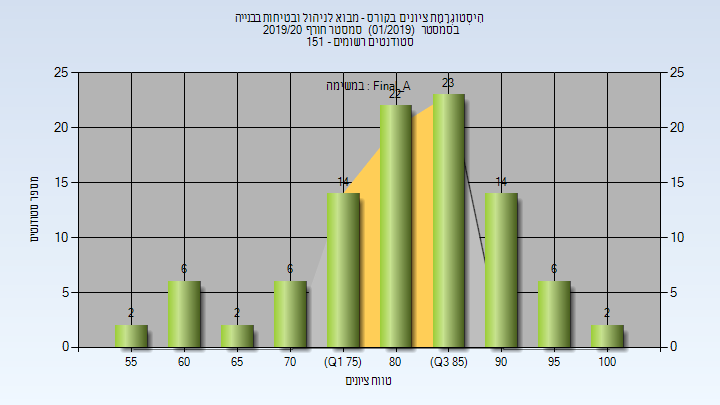 היסטוגרמת ציונים בקורס - מבוא לניהול ובטיחות בבנייה
בסמסטר (01/2019) סמסטר חורף 2019/20
סטודנטים רשומים - 151
במשימה : Final_A
מספר סטודנטים
25 25
20 20
15 15
10 10
5 5
0 0
2 6 2 6 14 22 23 14 6 2
55 60 65 70 (Q1 75) 80 (Q3 85) 90 95 100
טווח ציונים